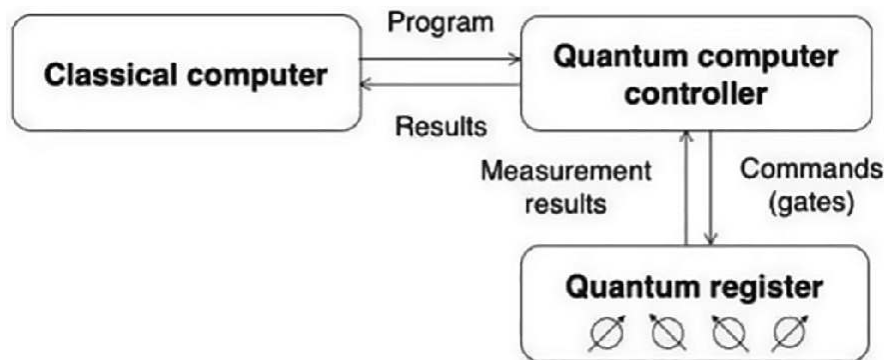 Program
Classical computer
Quantum computer
controller
Results
Measurement
results
Commands
(gates)
Quantum register